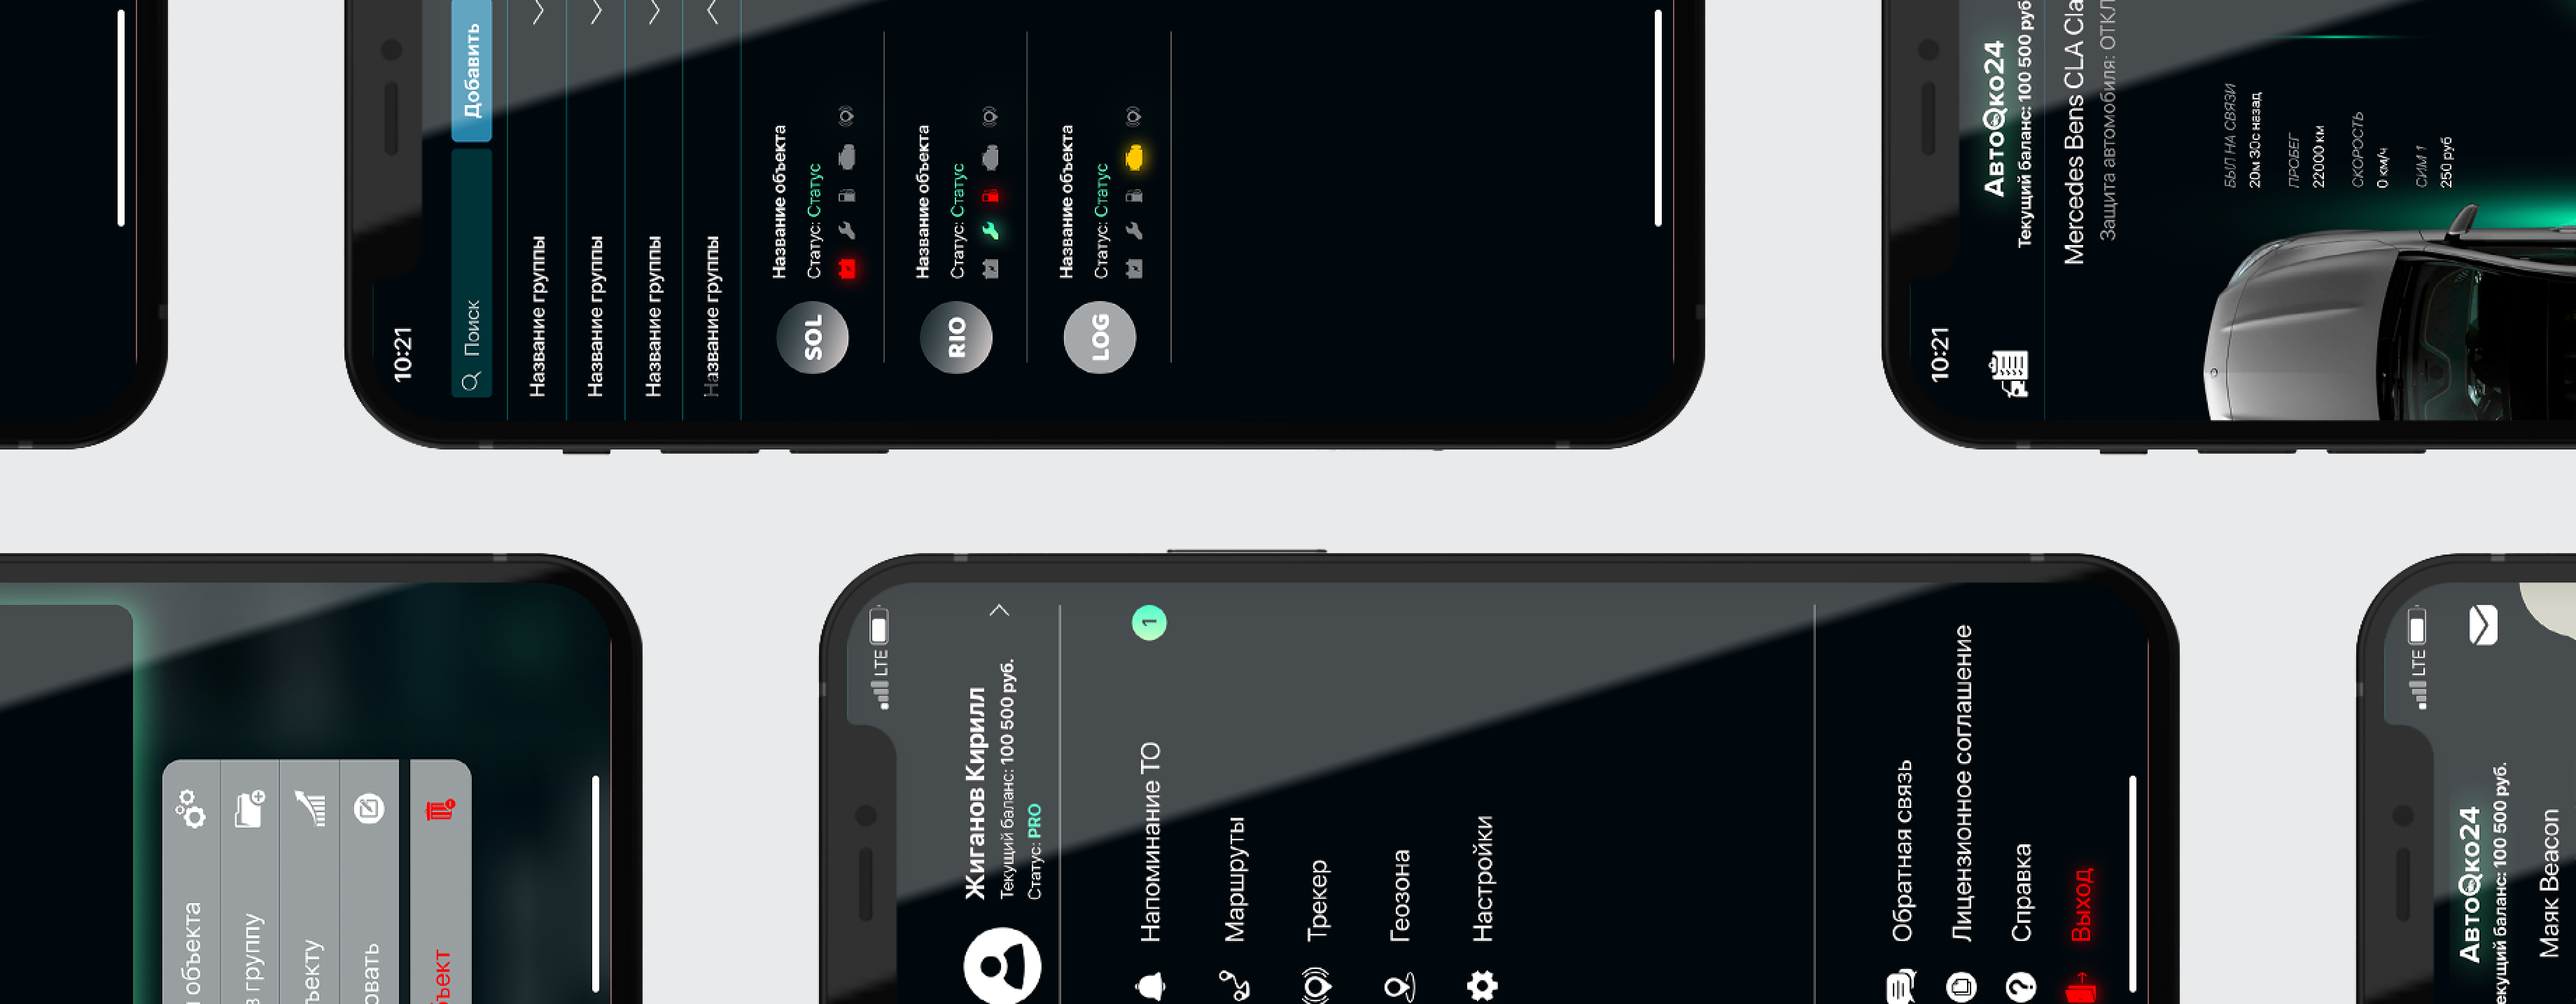 10:21
Поиск
Добавить
Название группы
Название группы
Название группы
Название группы
SOL
Название объекта
Статус: Статус
RIO
Название объекта
Статус: Статус
LOG
Название объекта
Статус: Статус
10:21
АвтоОко24
Текущий баланс: 100 500 руб
Mercedes Bens CLA Cla
Защита автомобиля: ОТКЛ
БЫЛ НА СВЯЗИ
20м 30с назад
ПРОБЕГ
22000 км
СКОРОСТЬ
0 км/ч
СИМ 1
250 руб
объекта
в группу
ъекту
овать
бъект
LTE
Жиганов Кирилл
Текущий баланс: 100 500 руб.
Статус: PRO
Напоминание ТО
1
Маршруты
Трекер
Геозона
Настройки
Обратная связь
Лицензионное соглашение
Справка
Выход
LTE
АвтоОко24
екущий баланс: 100 500 руб.
Маяк Beacon